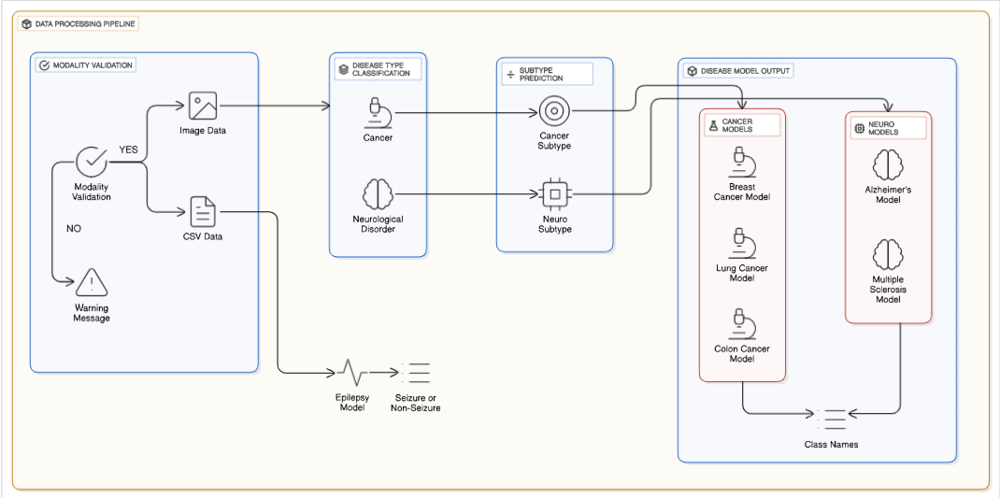 DATA PROCESSING PIPELINE
MODALITY VALIDATION
YES
Modality
Validation
NO
Warning
Message
Image Data
CSV Data
DISEASE TYPE
CLASSIFICATION
Cancer
Neurological
Disorder
SUBTYPE
PREDICTION
Cancer
Subtype
Neuro
Subtype
DISEASE MODEL OUTPUT
CANCER
MODELS
Breast
Cancer Model
Lung Cancer
Model
Colon Cancer
Model
NEURO
MODELS
Alzheimer's
Model
Multiple
Sclerosis
Model
Class Names
Epilepsy
Model
Seizure or
Non-Seizure